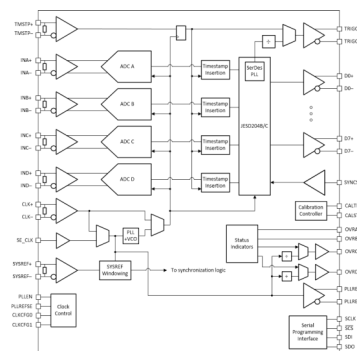 TMSTP+
TMSTP−
TRIGO
INA+
INA−
ADC A
Timestamp
Insertion
SerDes
PLL
D0+
D0−
INB+
INB−
ADC B
Timestamp
Insertion
JESD204B/C
INC+
INC−
ADC C
Timestamp
Insertion
D7+
D7−
IND+
IND−
ADC D
Timestamp
Insertion
SYNC
CLK+
CLK−
Calibration
Controller
CALT
CALS
SE_CLK
PLL
+VCO
Status
Indicators
OVRA
OVRB
OVRC
SYSREF+
SYSREF−
SYSREF
Windowing
To synchronization logic
OVRD
PLLEN
PLLREFSE
CLKCFG0
CLKCFG1
Clock
Control
PLLRE
PLLRE
Serial
Programming
Interface
SCLK
SCS
SDI
SDO